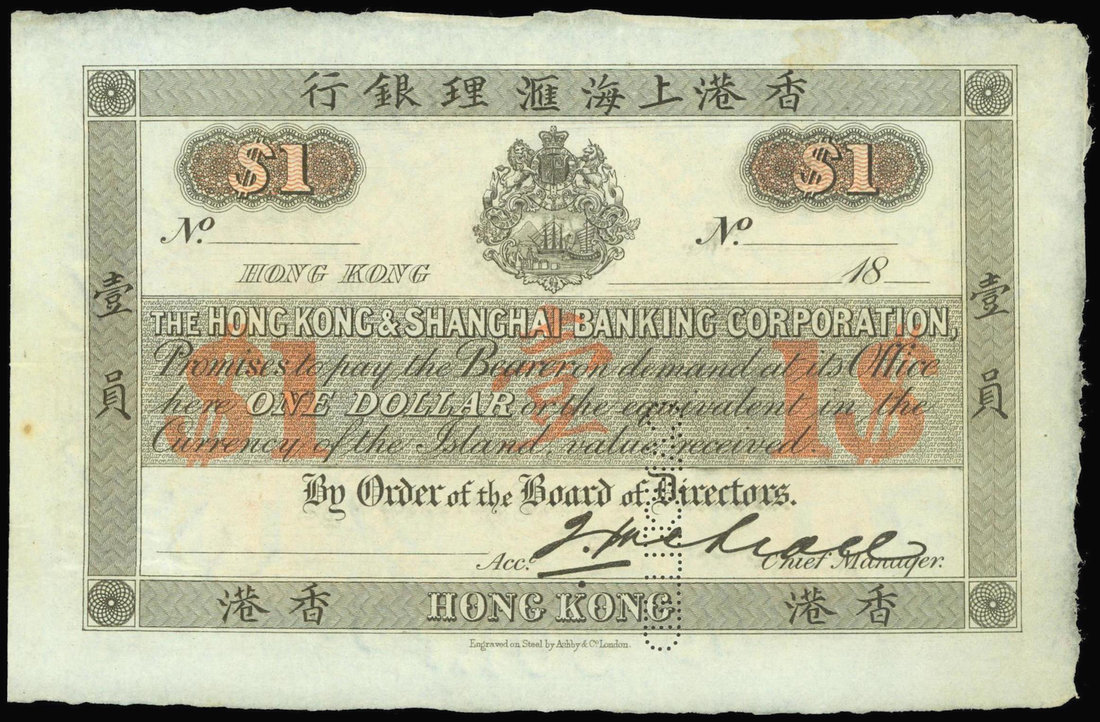 香港上海滙理銀行
$1
$1
No.
No.
HONG KONG
18
壹員
壹員
THE HONG KONG & SHANGHAI BANKING CORPORATION,
Promises to pay the Bearer on demand at its Office
here ONE DOLLAR or the equivalent in the
Currency of the Island, value received.
$1
壹
1$
By Order of the Board of Directors.
Acct.
Chief Manager.
香港
HONG KONG
香港
Engraved on Steel by Ashby & Co. London.